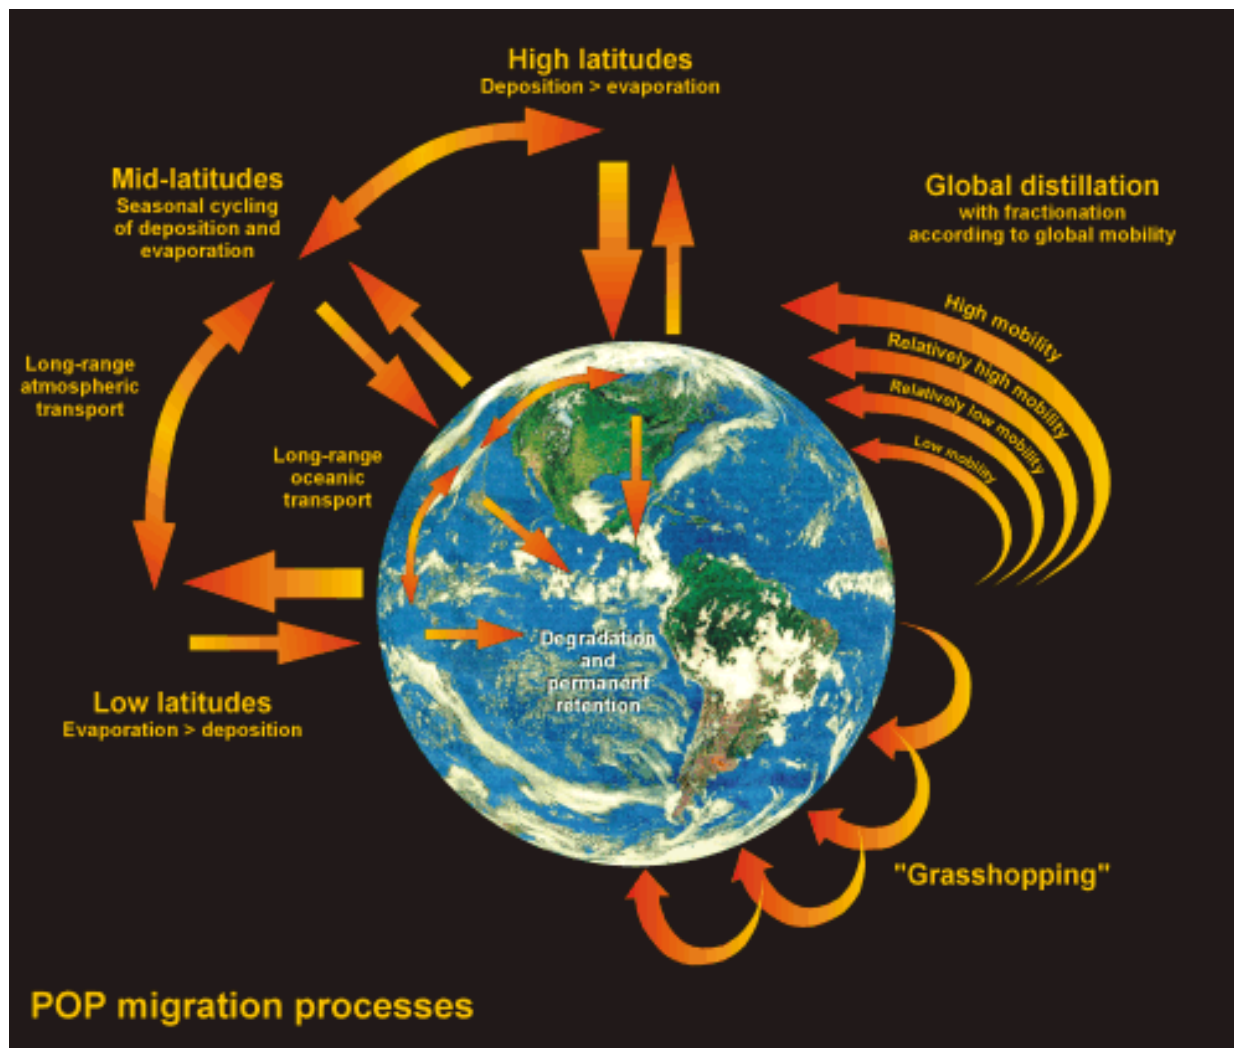 High latitudes
Deposition > evaporation
Mid-latitudes
Seasonal cycling
of deposition and
evaporation
Global distillation
with fractionation
according to global mobility
High mobility
Relatively high mobility
Relatively low mobility
Low mobility
Long-range
atmospheric
transport
Long-range
oceanic
transport
Degradation
and
permanent
retention
Low latitudes
Evaporation > deposition
"Grasshopping"
POP migration processes